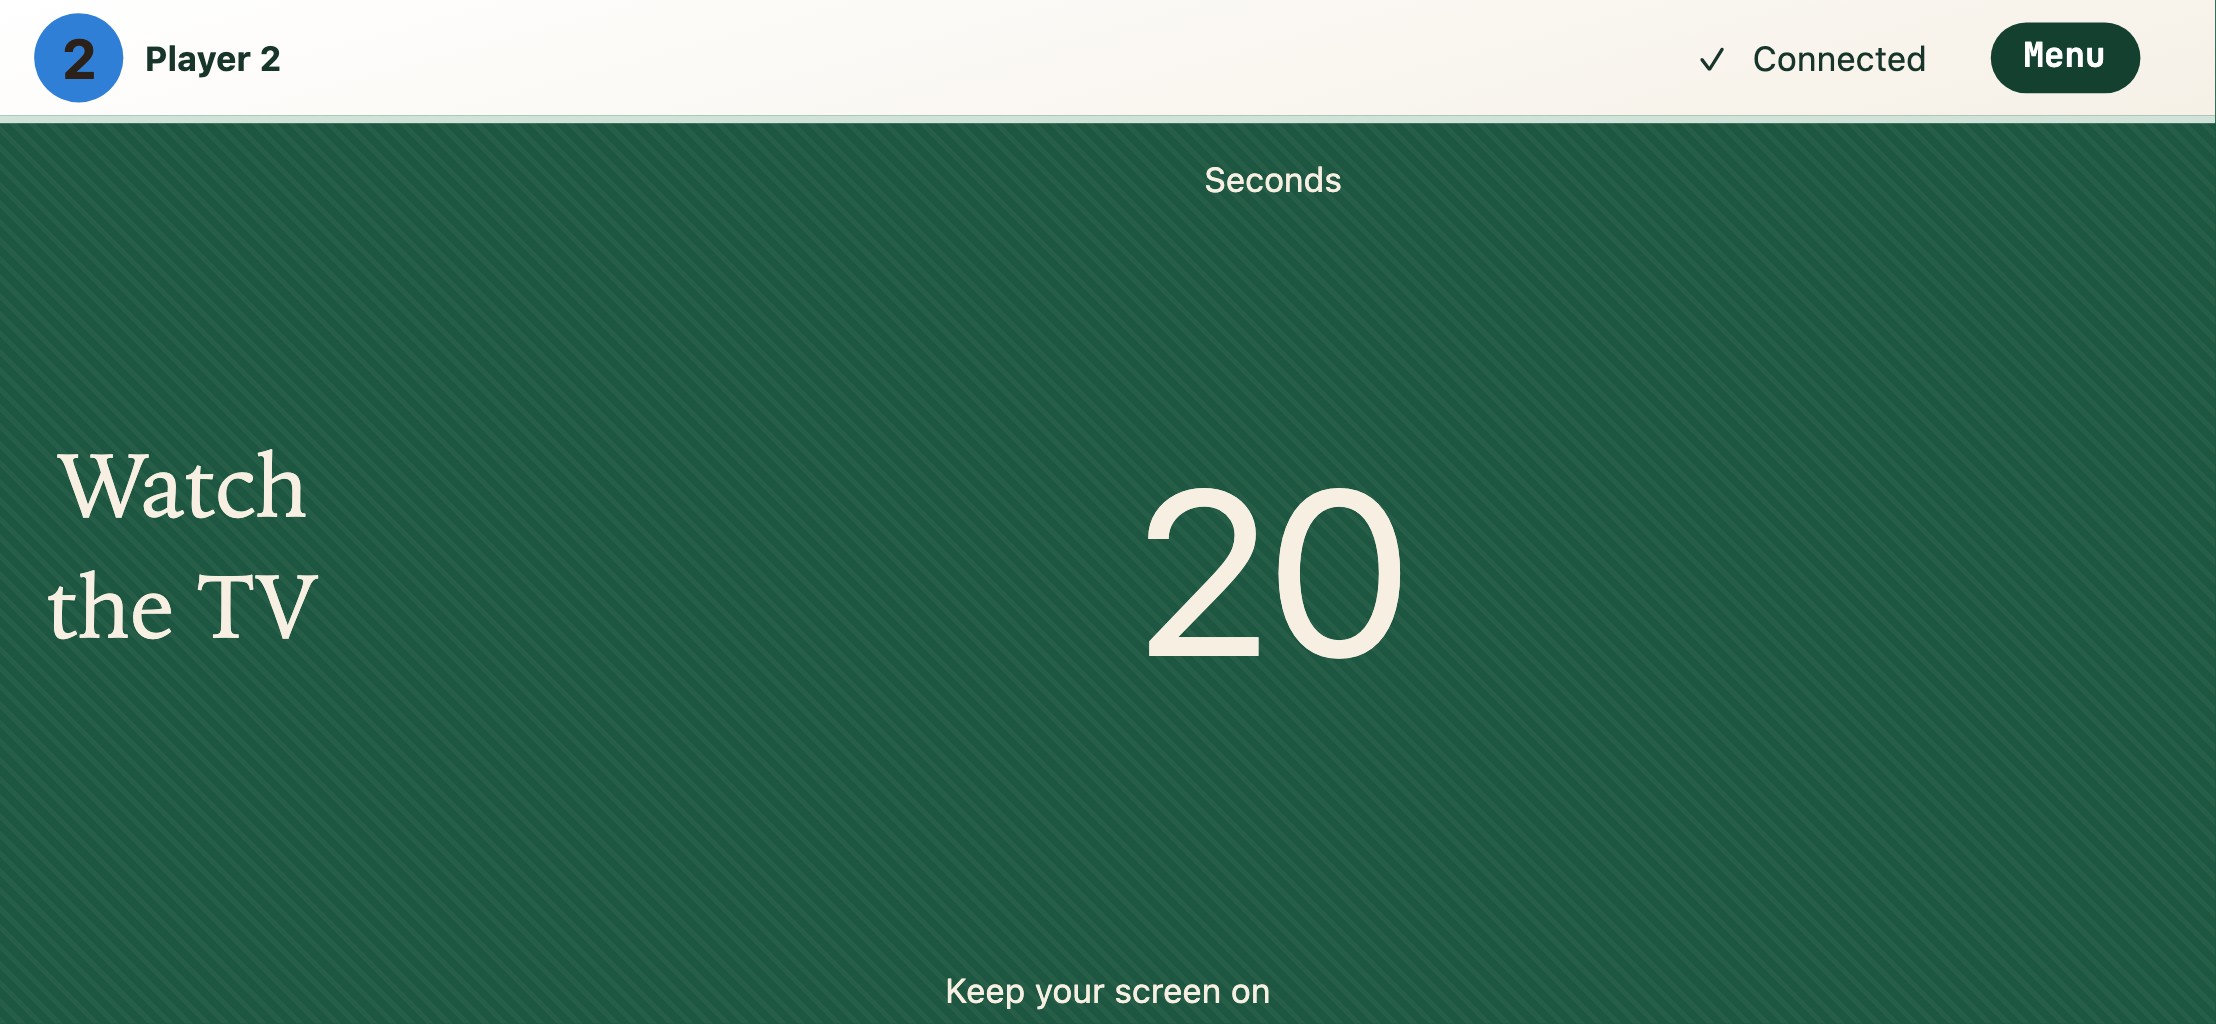 2
Player 2
✓ Connected
Menu
Seconds
Watch
the TV
20
Keep your screen on